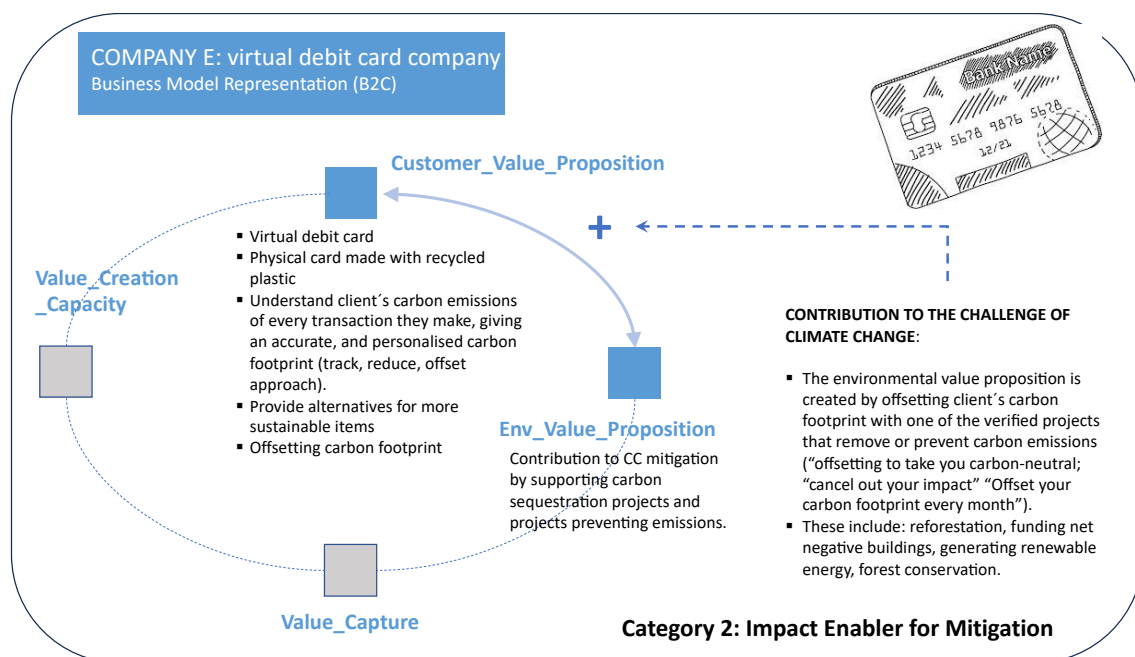 COMPANY E: virtual debit card company
Business Model Representation (B2C)
Bank Name
1234 5678 9876 5678
12/21
Customer_Value_Proposition
▪ Virtual debit card
▪ Physical card made with recycled
plastic
▪ Understand client´s carbon emissions
of every transaction they make, giving
an accurate, and personalised carbon
footprint (track, reduce, offset
approach).
▪ Provide alternatives for more
sustainable items
▪ Offsetting carbon footprint
Value_Creation
_Capacity
+
Env_Value_Proposition
Contribution to CC mitigation
by supporting carbon
sequestration projects and
projects preventing emissions.
Value_Capture
CONTRIBUTION TO THE CHALLENGE OF
CLIMATE CHANGE:
▪ The environmental value proposition is
created by offsetting client´s carbon
footprint with one of the verified projects
that remove or prevent carbon emissions
(“offsetting to take you carbon-neutral;
“cancel out your impact” “Offset your
carbon footprint every month”).
▪ These include: reforestation, funding net
negative buildings, generating renewable
energy, forest conservation.
Category 2: Impact Enabler for Mitigation